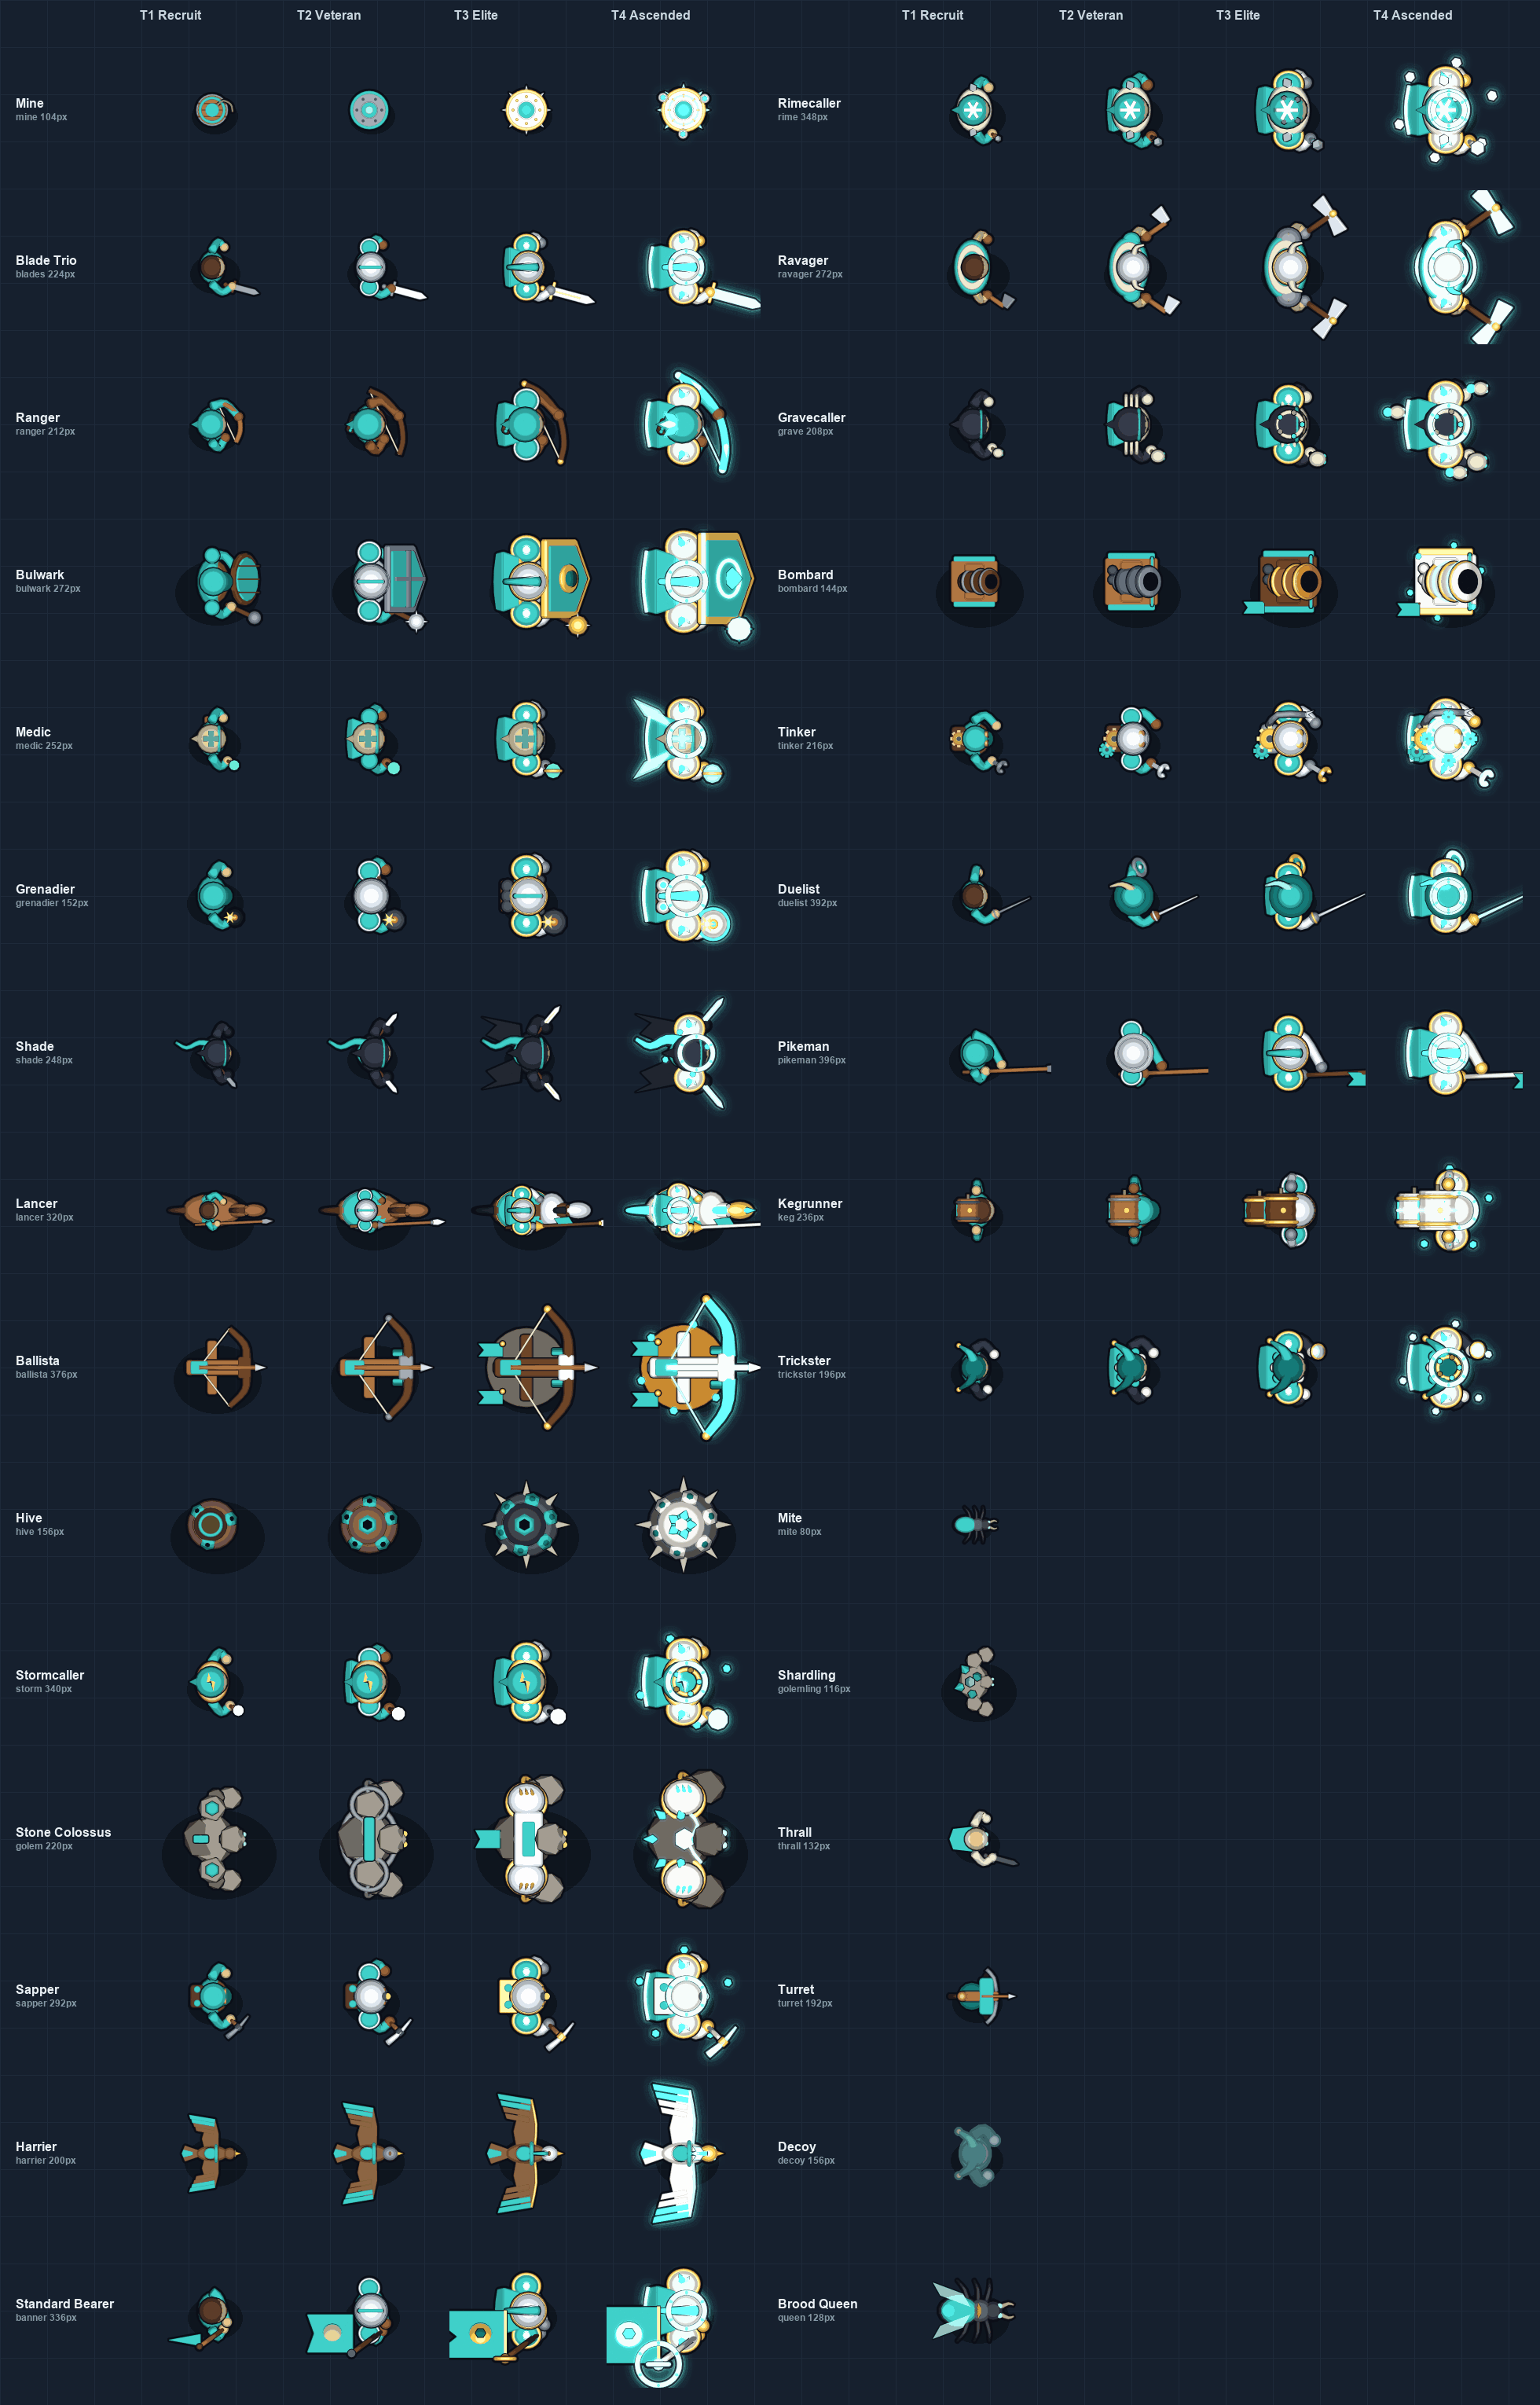 T1 Recruit T2 Veteran T3 Elite T4 Ascended T1 Recruit T2 Veteran T3 Elite T4 Ascended
Mine
mine 104px
Rimecaller
rime 348px
Blade Trio
blades 224px
Ravager
ravager 272px
Ranger
ranger 212px
Gravecaller
grave 208px
Bulwark
bulwark 272px
Bombard
bombard 144px
Medic
medic 252px
Tinker
tinker 216px
Grenadier
grenadier 152px
Duelist
duelist 392px
Shade
shade 248px
Pikeman
pikeman 396px
Lancer
lancer 320px
Kegrunner
keg 236px
Ballista
ballista 376px
Trickster
trickster 196px
Hive
hive 156px
Mite
mite 80px
Stormcaller
storm 340px
Shardling
golemling 116px
Stone Colossus
golem 220px
Thrall
thrall 132px
Sapper
sapper 292px
Turret
turret 192px
Harrier
harrier 200px
Decoy
decoy 156px
Standard Bearer
banner 336px
Brood Queen
queen 128px